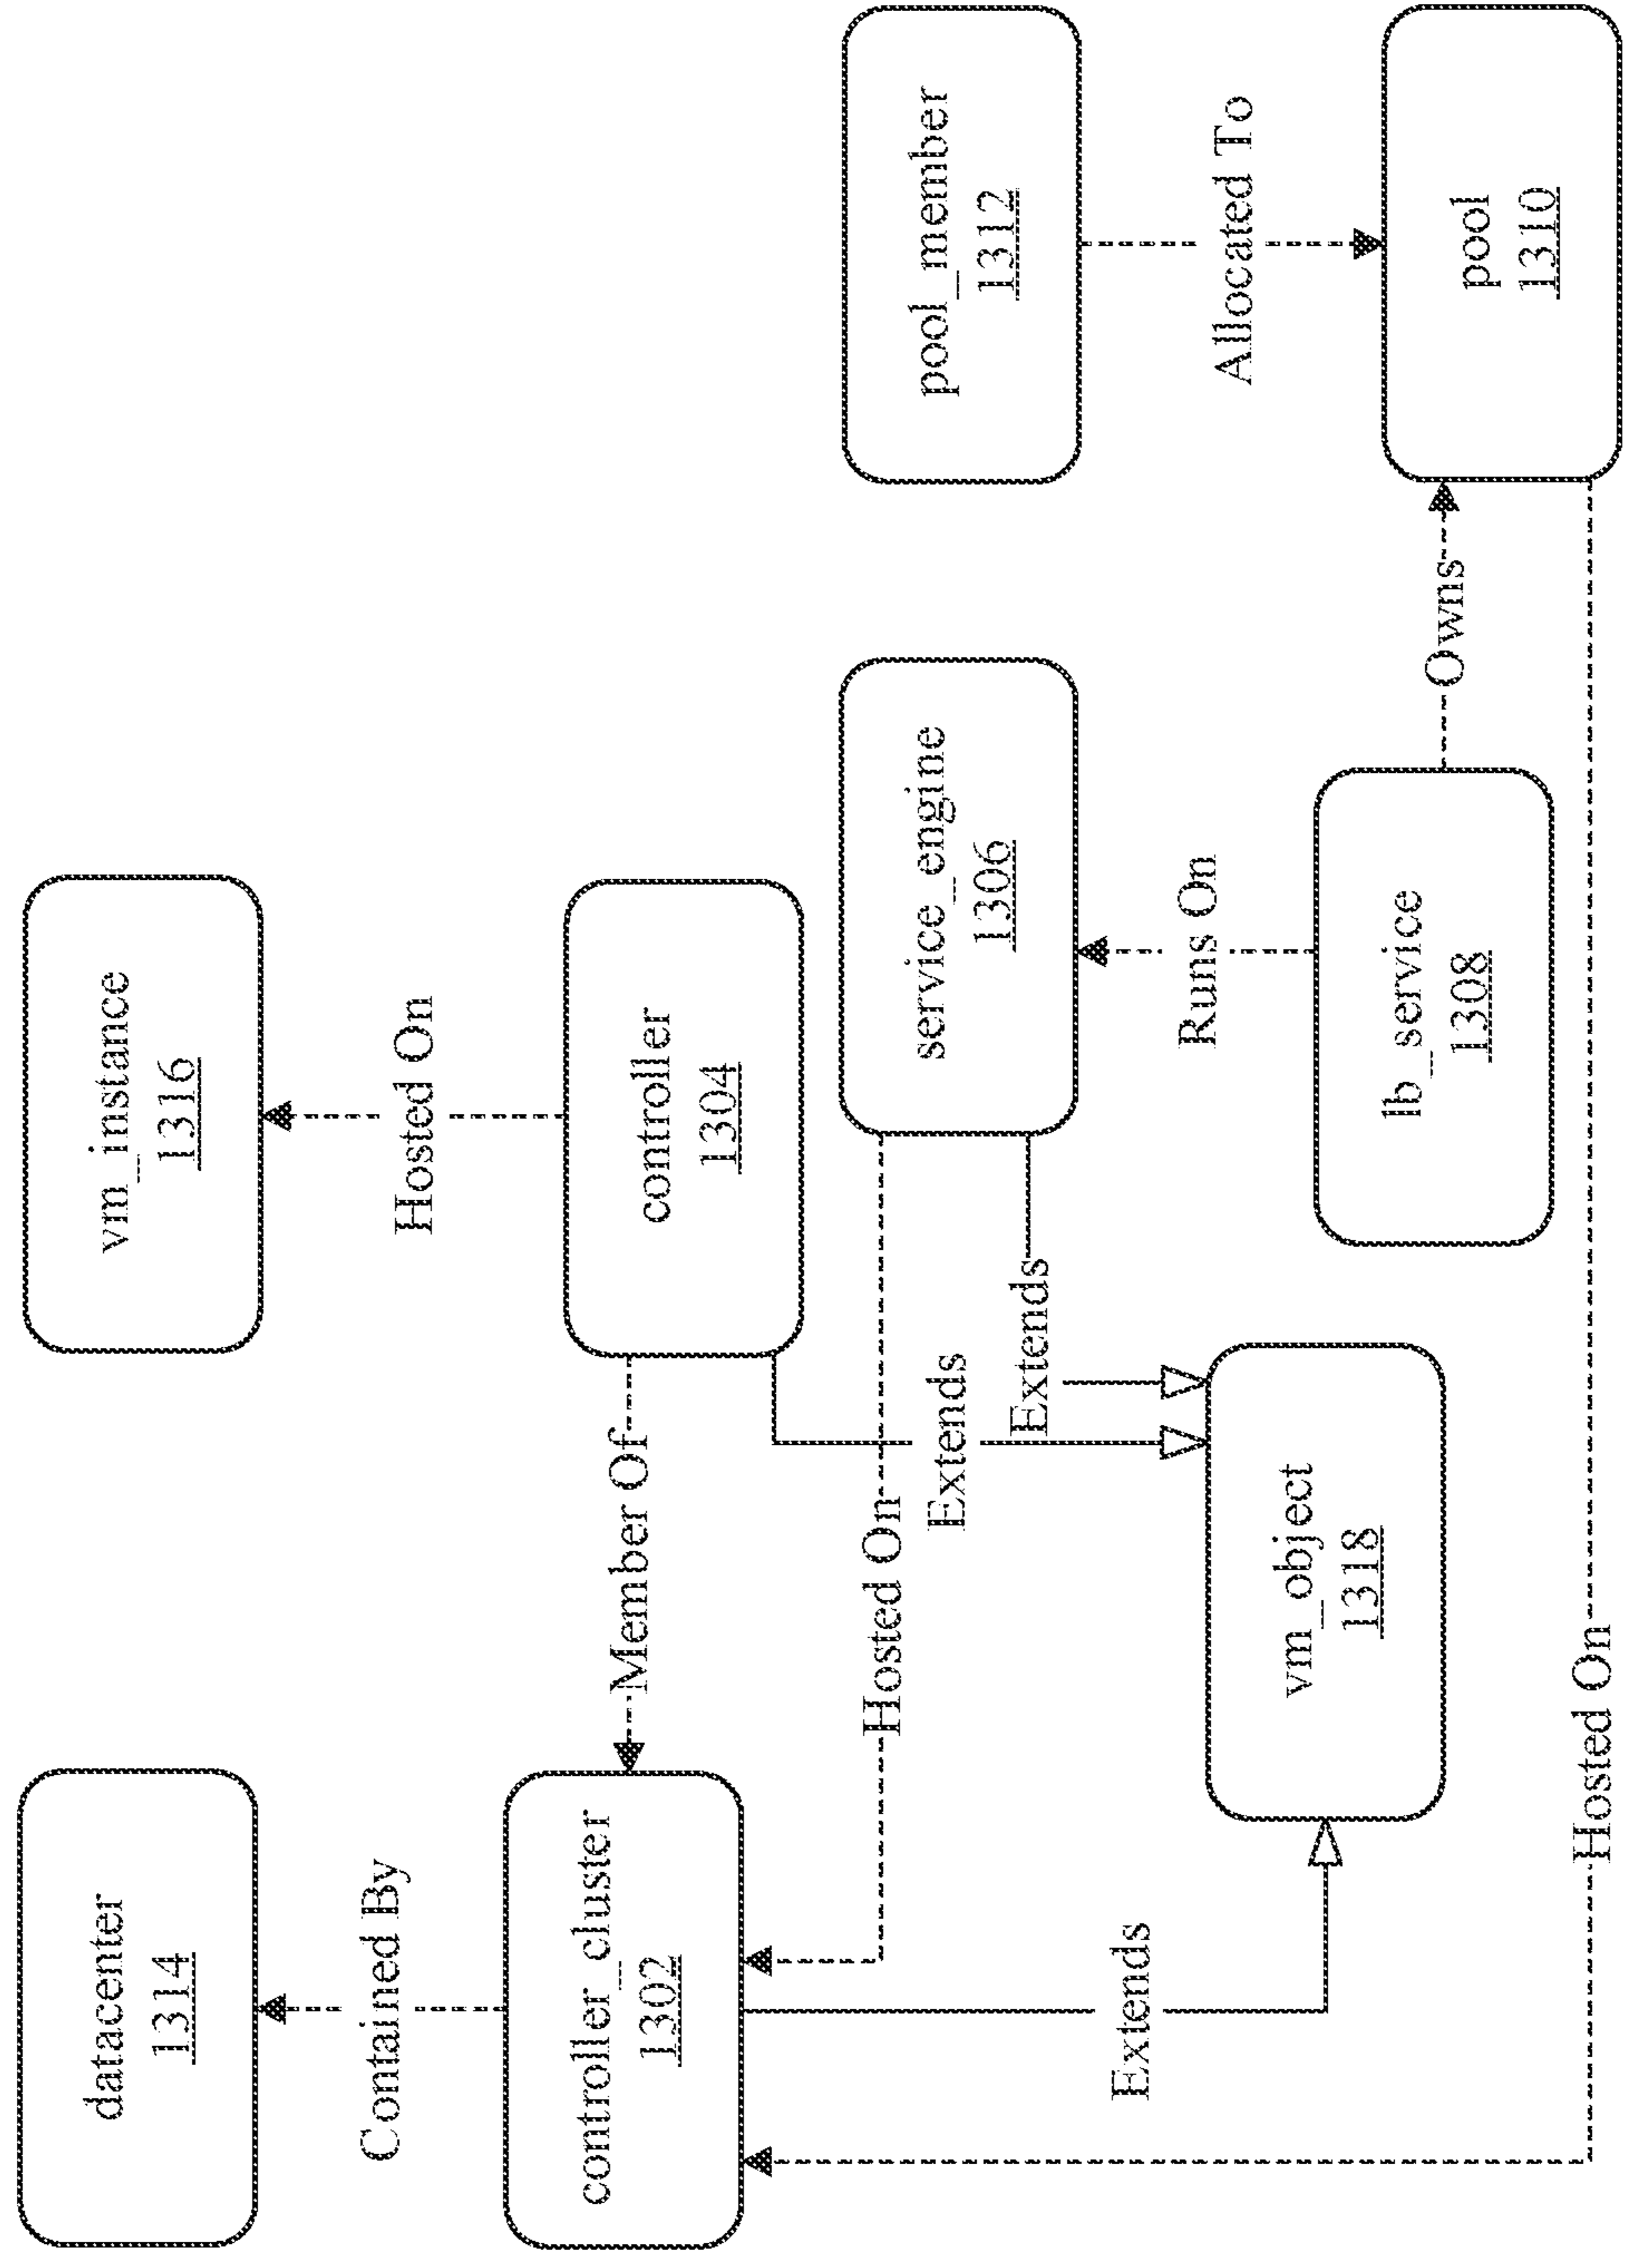 datacenter
1314
vm_instance
1316
Contained By
Hosted On
controller_cluster
1302
Member Of
controller
1304
Hosted On
service_engine
1306
pool_member
1312
Extends
Extends
Extends
Runs On
Allocated To
vm_object
1318
lb_service
1308
Owns
pool
1310
Hosted On